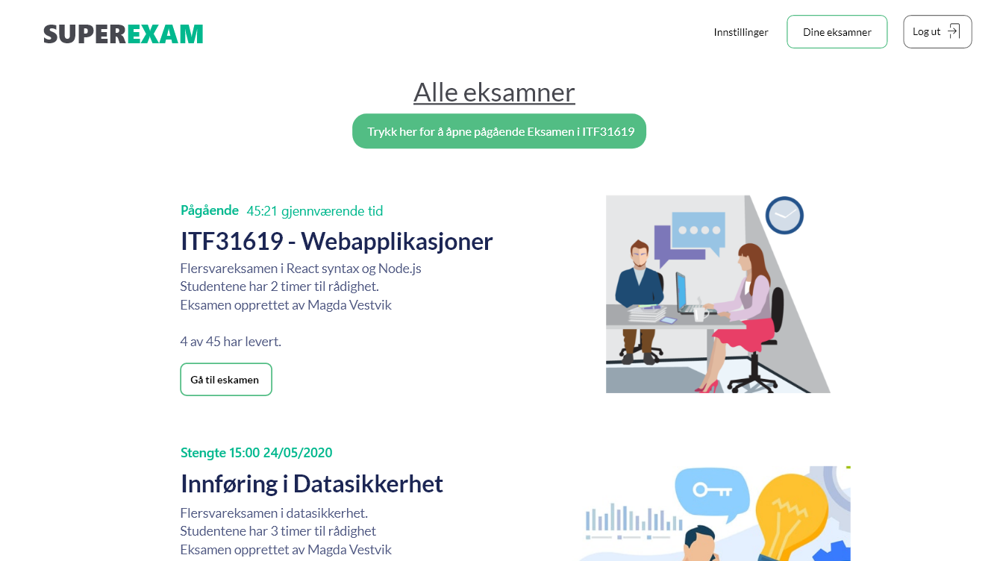 SUPEREXAM
Innstillinger
Dine eksamner
Log ut
Alle eksamner
Trykk her for å åpne pågående Eksamen i ITF31619
Pågående 45:21 gjennværende tid
ITF31619 - Webapplikasjoner
Flersvareksamen i React syntax og Node.js
Studentene har 2 timer til rådighet.
Eksamen opprettet av Magda Vestvik
4 av 45 har levert.
Gå til eskamen
Stengte 15:00 24/05/2020
Innføring i Datasikkerhet
Flersvareksamen i datasikkerhet.
Studentene har 3 timer til rådighet
Eksamen opprettet av Magda Vestvik